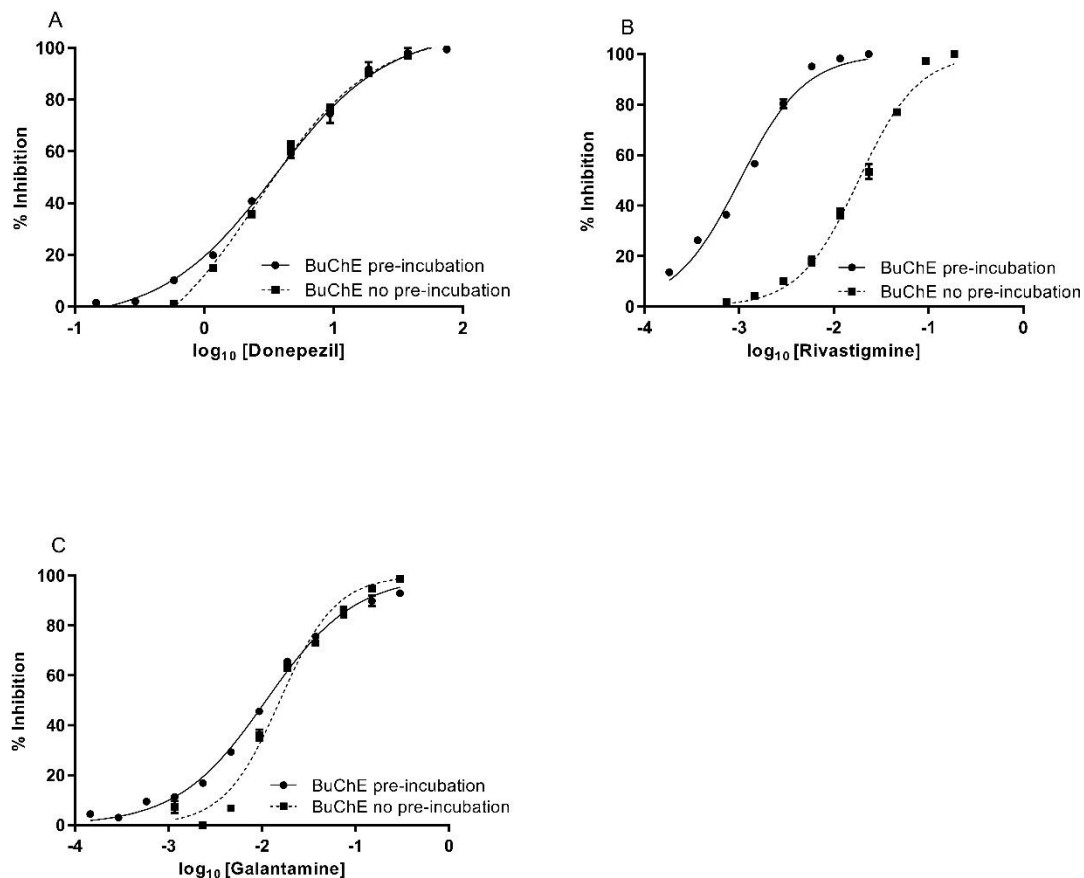 A
100
80
60
40
20
0
% Inhibition
BuChE pre-incubation
BuChE no pre-incubation
-1
0
1
2
log10 [Donepezil]
B
100
80
60
40
20
0
% Inhibition
BuChE pre-incubation
BuChE no pre-incubation
-4
-3
-2
-1
0
log10 [Rivastigmine]
C
100
80
60
40
20
0
% Inhibition
BuChE pre-incubation
BuChE no pre-incubation
-4
-3
-2
-1
0
log10 [Galantamine]